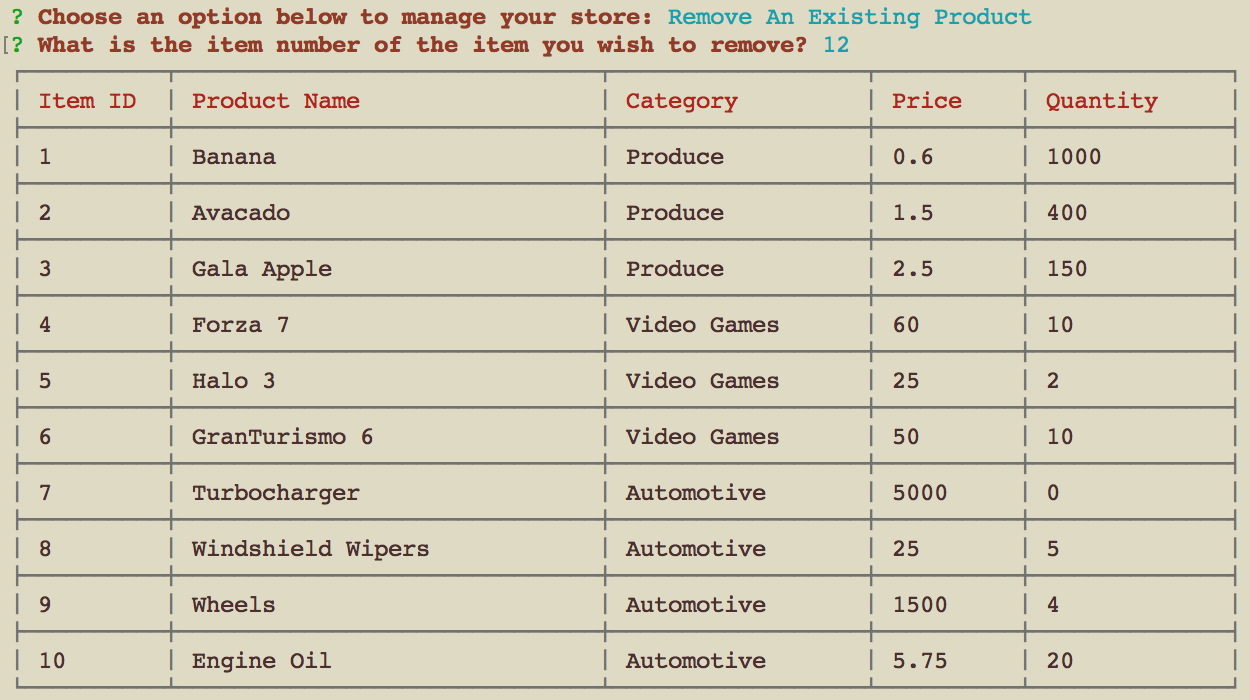 ? Choose an option below to manage your store: Remove An Existing Product
[? What is the item number of the item you wish to remove? 12
Item ID Product Name Category Price Quantity
1 Banana Produce 0.6 1000
2 Avacado Produce 1.5 400
3 Gala Apple Produce 2.5 150
4 Forza 7 Video Games 60 10
5 Halo 3 Video Games 25 2
6 GranTurismo 6 Video Games 50 10
7 Turbocharger Automotive 5000 0
8 Windshield Wipers Automotive 25 5
9 Wheels Automotive 1500 4
10 Engine Oil Automotive 5.75 20